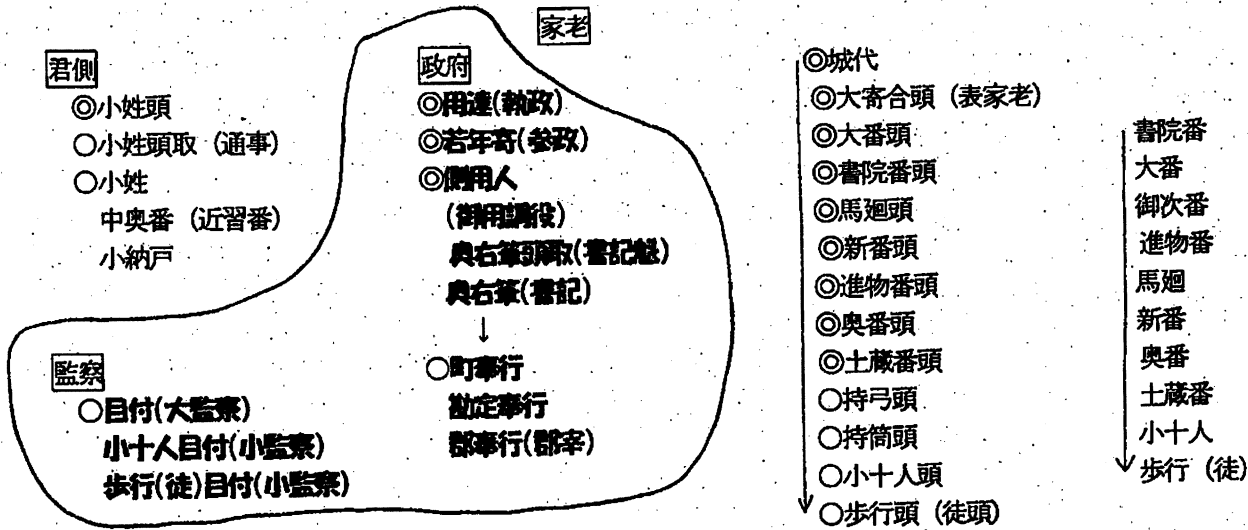 家老
君側
◎小姓頭
○小姓頭取（通事）
○小姓
中奥番（近習番）
小納戸
政府
◎用達(執政)
◎若年寄(参政)
◎側用人
(御用調役)
奥右筆頭取(書記魁)
奥右筆(書記)
↓
○町奉行
勘定奉行
郡奉行(郡宰)
監察
○目付(大監察)
小十人目付(小監察)
歩行(徒)目付(小監察)
◎城代
◎大寄合頭（表家老）
◎大番頭
◎書院番頭
◎馬廻頭
◎新番頭
◎進物番頭
◎奥番頭
◎土蔵番頭
○持弓頭
○持筒頭
○小十人頭
○歩行頭（徒頭）
書院番
大番
御次番
進物番
馬廻
新番
奥番
土蔵番
小十人
歩行（徒）